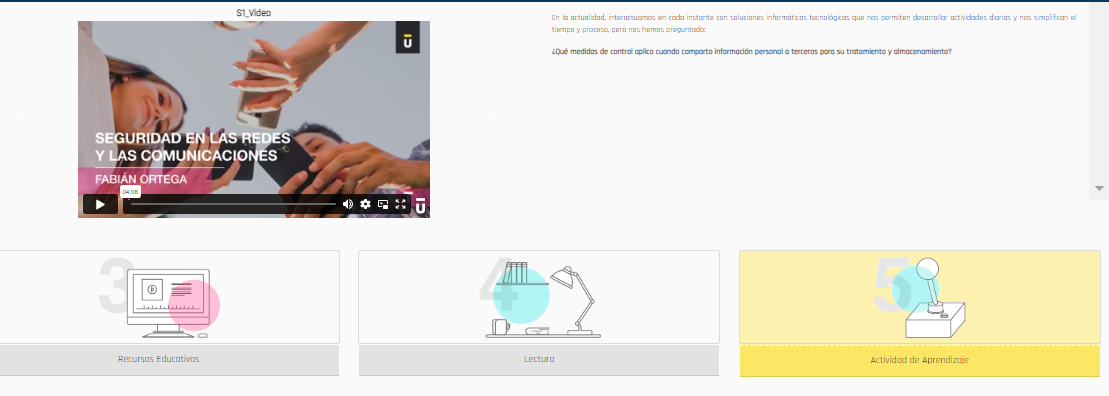 S1_Video
En la actualidad, interactuamos en cada instante con soluciones informáticas tecnológicas que nos permiten desarrollar actividades diarias y nos simplifican el
tiempo y proceso, pero nos hemos preguntado:
¿Qué medidas de control aplico cuando comparto información personal a terceros para su tratamiento y almacenamiento?
SEGURIDAD EN LAS REDES
Y LAS COMUNICACIONES
FABIÁN ORTEGA
04:08
3
4
5
Recursos Educativos
Lectura
Actividad de Aprendizaje